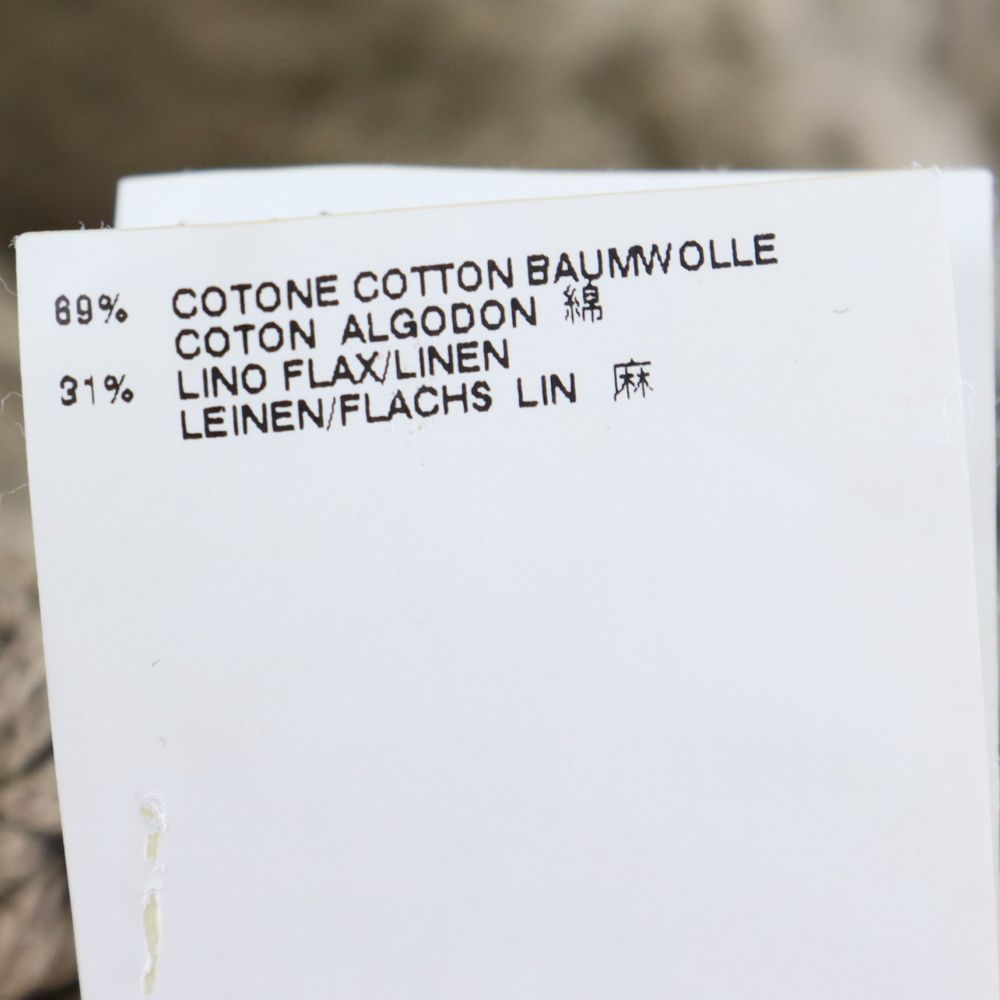 69% COTONE COTTON BAUMWOLLE
COTON ALGODON 綿
31% LINO FLAX/LINEN
LEINEN/FLACHS LIN 麻